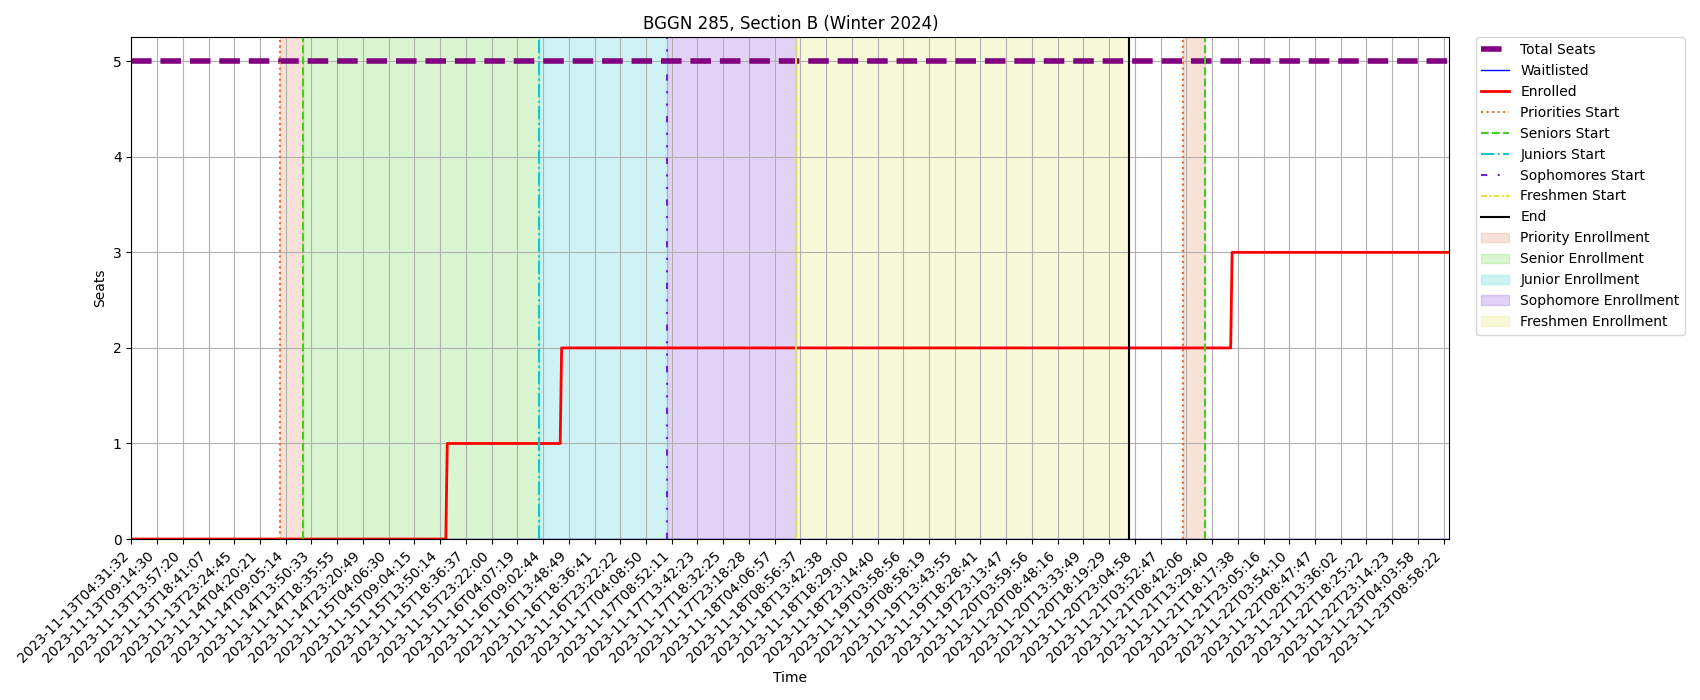 BGGN 285, Section B (Winter 2024)
Seats
5
4
3
2
1
0
2023-11-13T04:31:32
2023-11-13T09:14:30
2023-11-13T13:57:20
2023-11-13T18:41:07
2023-11-13T23:24:45
2023-11-14T04:20:21
2023-11-14T09:05:14
2023-11-14T13:50:33
2023-11-14T18:35:55
2023-11-14T23:20:49
2023-11-15T04:06:30
2023-11-15T09:04:15
2023-11-15T13:50:14
2023-11-15T18:36:37
2023-11-15T23:22:00
2023-11-16T04:07:19
2023-11-16T09:02:44
2023-11-16T13:48:49
2023-11-16T18:36:41
2023-11-16T23:22:22
2023-11-17T04:08:50
2023-11-17T08:52:11
2023-11-17T13:42:23
2023-11-17T18:32:25
2023-11-17T23:18:28
2023-11-18T04:06:57
2023-11-18T08:56:37
2023-11-18T13:42:38
2023-11-18T18:29:00
2023-11-18T23:14:40
2023-11-19T03:58:56
2023-11-19T08:58:19
2023-11-19T13:43:55
2023-11-19T18:28:41
2023-11-19T23:13:47
2023-11-20T03:59:56
2023-11-20T08:48:16
2023-11-20T13:33:49
2023-11-20T18:19:29
2023-11-20T23:04:58
2023-11-21T03:52:47
2023-11-21T08:42:06
2023-11-21T13:29:40
2023-11-21T18:17:38
2023-11-21T23:05:16
2023-11-22T03:54:10
2023-11-22T08:47:47
2023-11-22T13:36:02
2023-11-22T18:25:22
2023-11-22T23:14:23
2023-11-23T04:03:58
2023-11-23T08:58:22
Time
Total Seats
Waitlisted
Enrolled
Priorities Start
Seniors Start
Juniors Start
Sophomores Start
Freshmen Start
End
Priority Enrollment
Senior Enrollment
Junior Enrollment
Sophomore Enrollment
Freshmen Enrollment